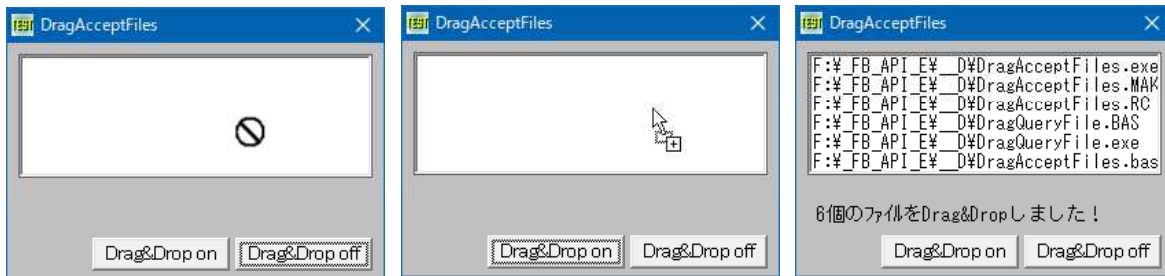 TEST DragAcceptFiles
Drag&Drop on Drag&Drop off
TEST DragAcceptFiles
Drag&Drop on Drag&Drop off
TEST DragAcceptFiles
F:¥_FB_API_E¥__D¥DragAcceptFiles.exe
F:¥_FB_API_E¥__D¥DragAcceptFiles.MAK
F:¥_FB_API_E¥__D¥DragAcceptFiles.RC
F:¥_FB_API_E¥__D¥DragQueryFile.BAS
F:¥_FB_API_E¥__D¥DragQueryFile.exe
F:¥_FB_API_E¥__D¥DragAcceptFiles.bas
6個のファイルをDrag&Dropしました！
Drag&Drop on Drag&Drop off